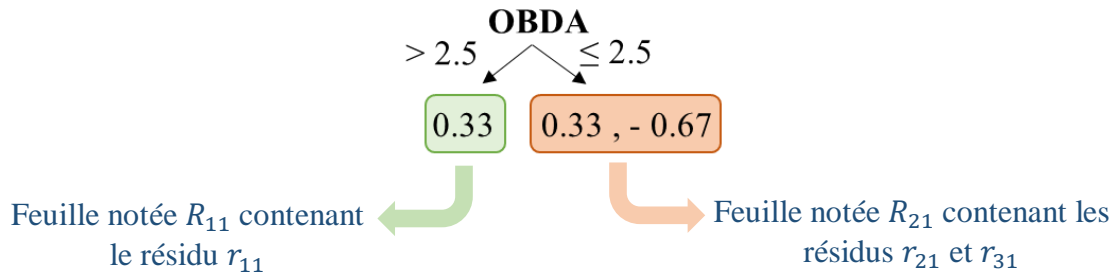 OBDA
> 2.5 ≤ 2.5
0.33 0.33 , - 0.67
Feuille notée R₁₁ contenant
le résidu r₁₁
Feuille notée R₂₁ contenant les
résidus r₂₁ et r₃₁